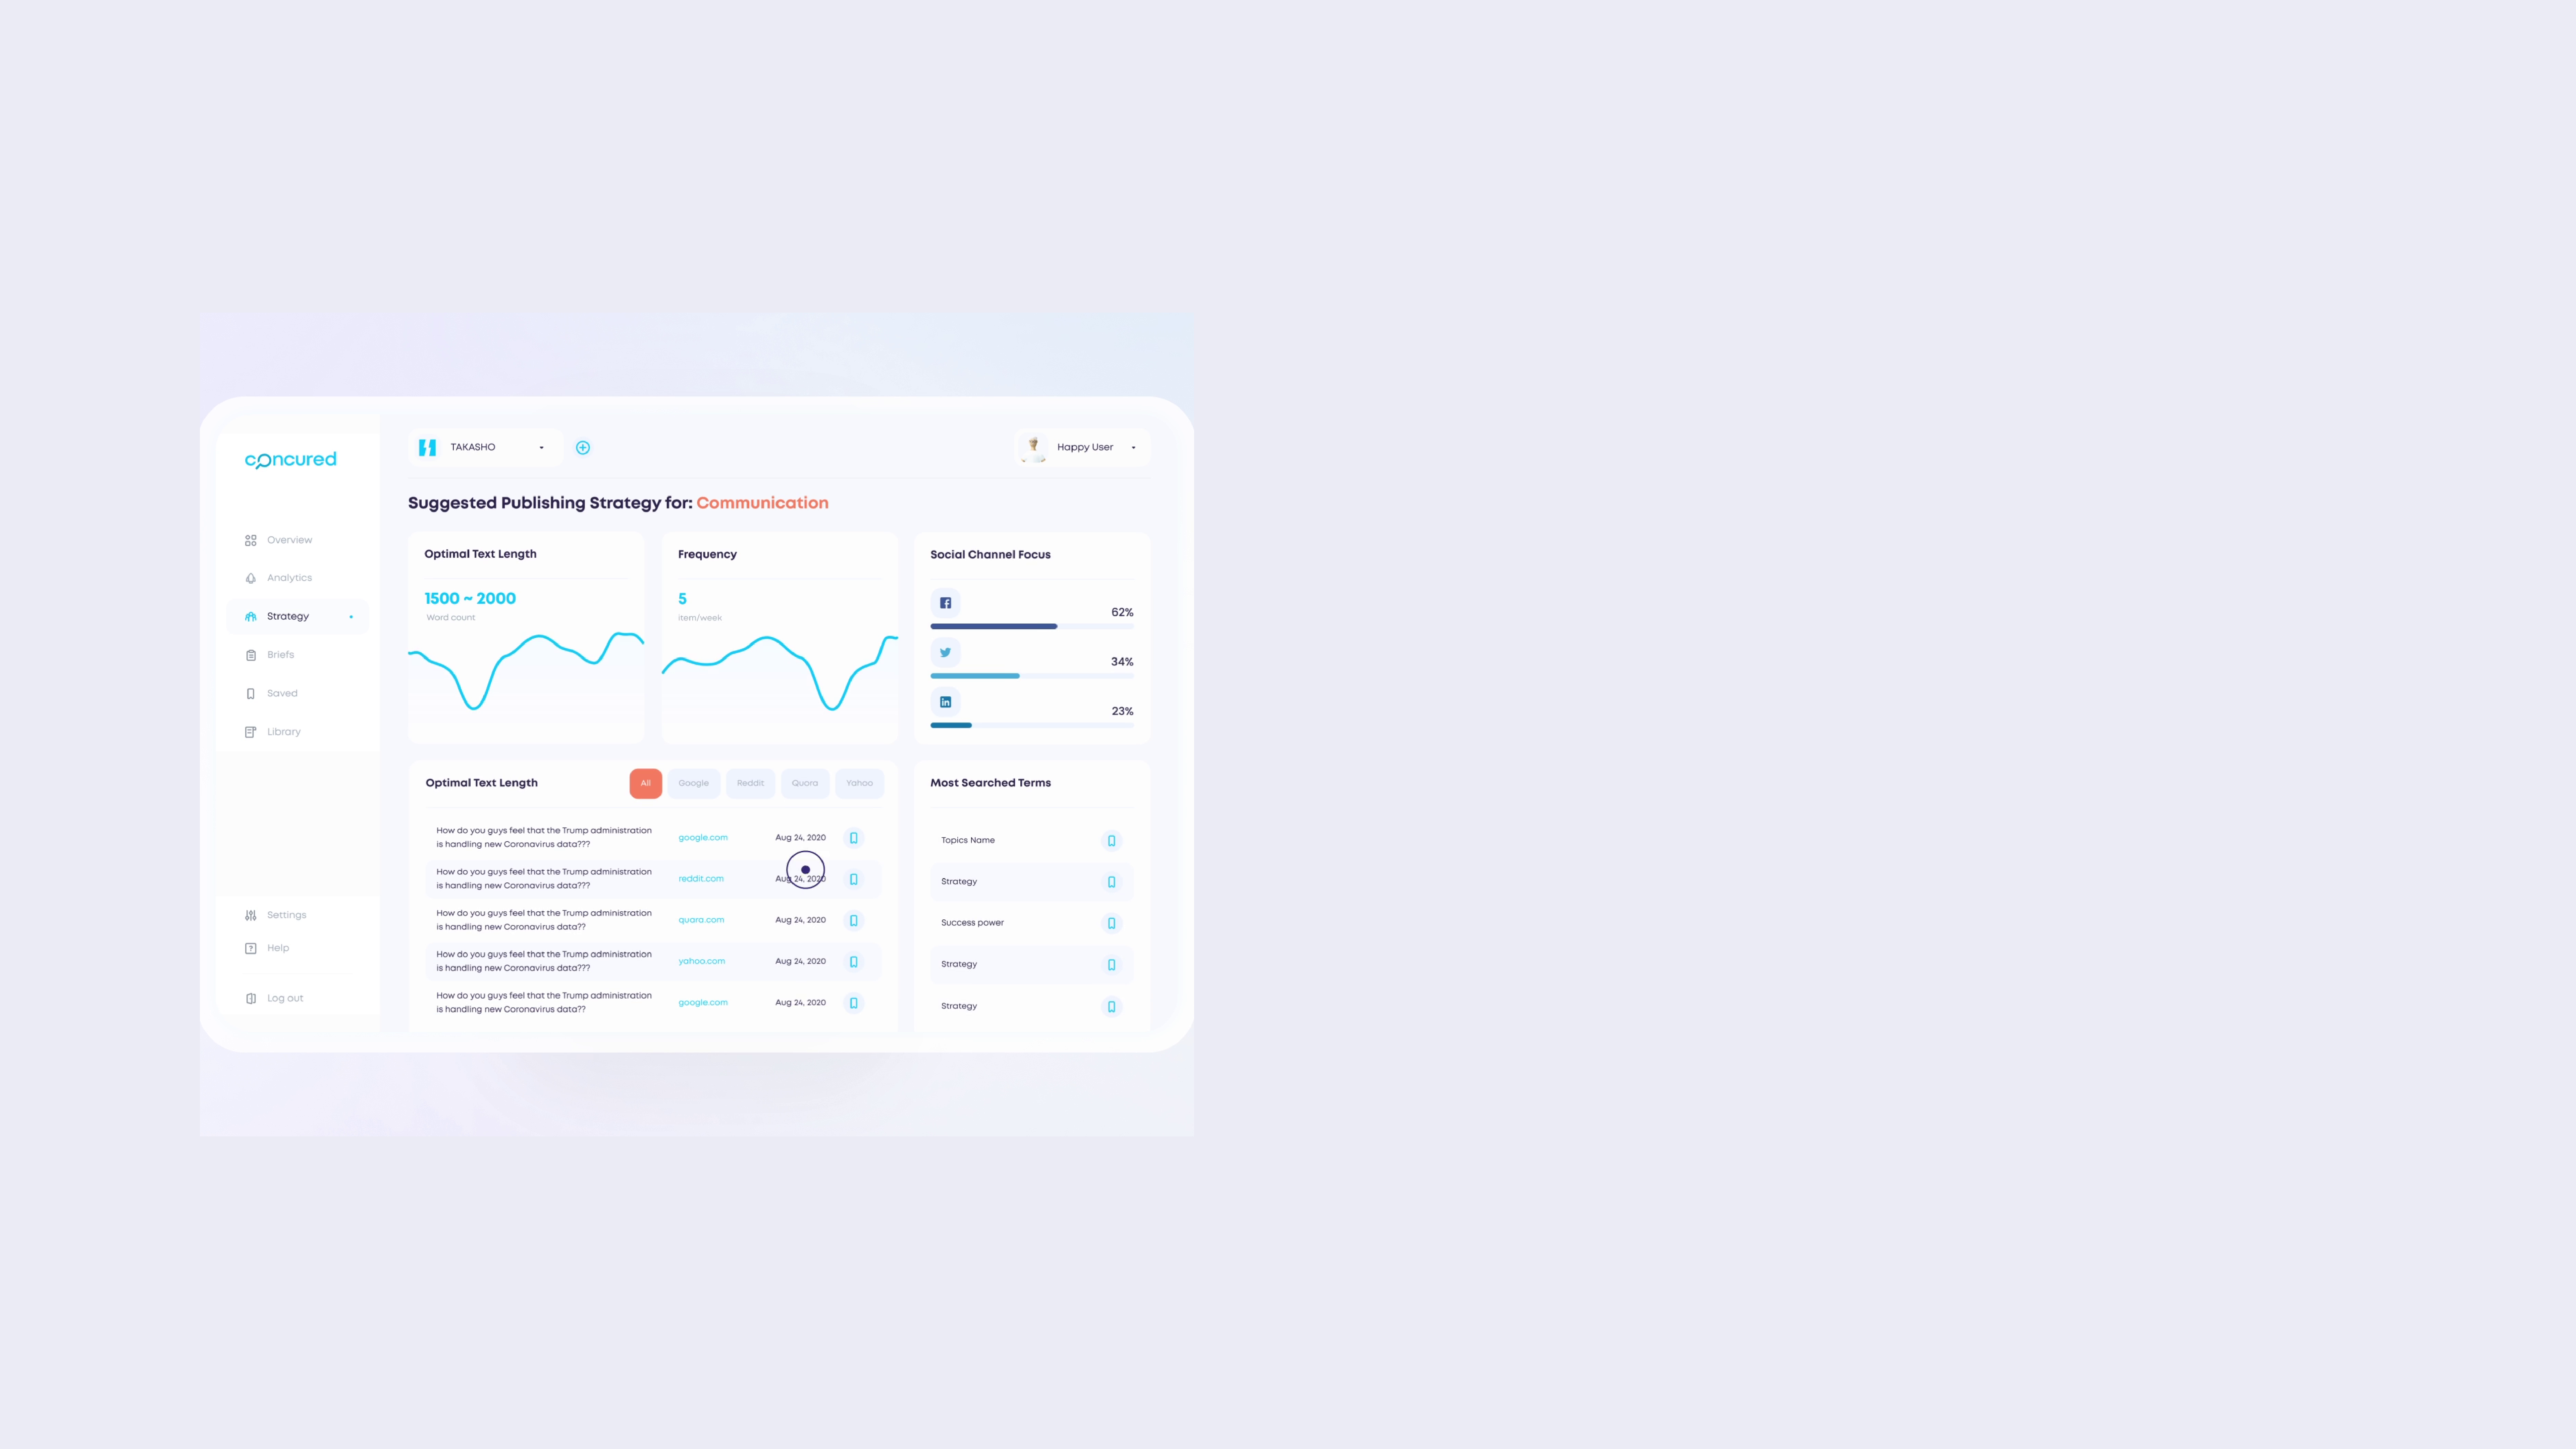 concured
TAKASHO
Happy User
Suggested Publishing Strategy for: Communication
Overview
Analytics
Strategy
Briefs
Saved
Library
Settings
Help
Log out
Optimal Text Length
1500 ~ 2000
Word count
Frequency
5
item/week
Social Channel Focus
62%
34%
23%
Optimal Text Length
All Google Reddit Quora Yahoo
How do you guys feel that the Trump administration
is handling new Coronavirus data???
google.com
Aug 24, 2020
How do you guys feel that the Trump administration
is handling new Coronavirus data???
reddit.com
Aug 24, 2020
How do you guys feel that the Trump administration
is handling new Coronavirus data??
quara.com
Aug 24, 2020
How do you guys feel that the Trump administration
is handling new Coronavirus data???
yahoo.com
Aug 24, 2020
How do you guys feel that the Trump administration
is handling new Coronavirus data??
google.com
Aug 24, 2020
Most Searched Terms
Topics Name
Strategy
Success power
Strategy
Strategy